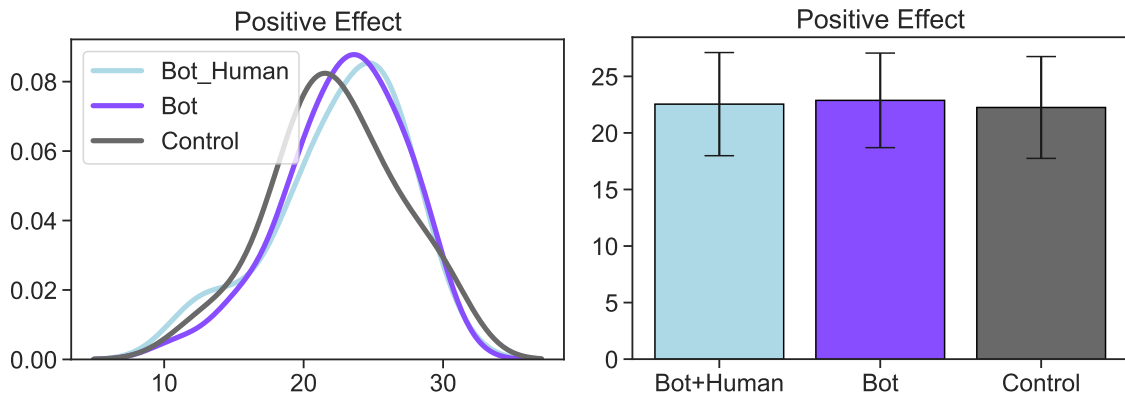 Positive Effect
Bot_Human
Bot
Control
0.08
0.06
0.04
0.02
0.00
10 20 30
Positive Effect
25
20
15
10
5
0
Bot+Human Bot Control